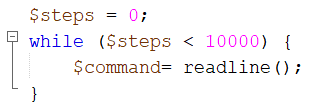 $steps = 0;
while ($steps < 10000) {
$command= readline();
}